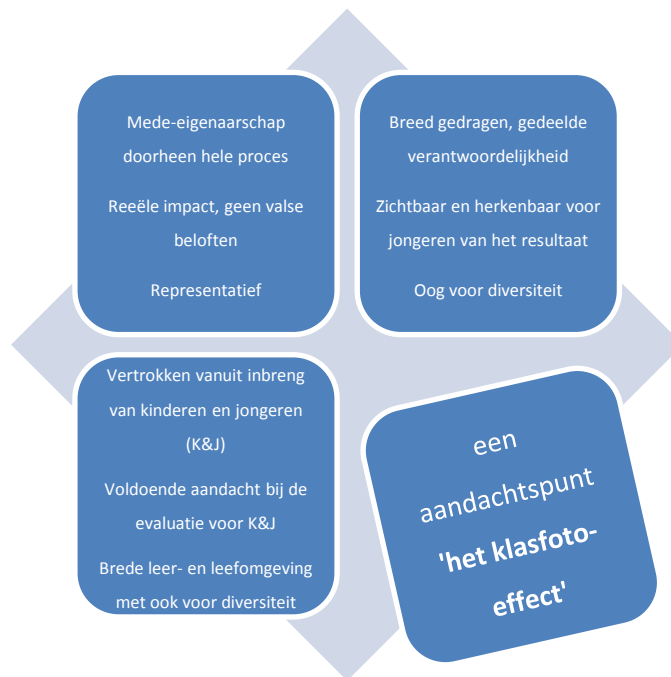 Mede-eigenaarschap
doorheen hele proces
Reeële impact, geen valse
beloften
Representatief
Breed gedragen, gedeelde
verantwoordelijkheid
Zichtbaar en herkenbaar voor
jongeren van het resultaat
Oog voor diversiteit
Vertrokken vanuit inbreng
van kinderen en jongeren
(K&J)
Voldoende aandacht bij de
evaluatie voor K&J
Brede leer- en leefomgeving
met ook voor diversiteit
een
aandachtspunt
'het klasfoto-
effect'